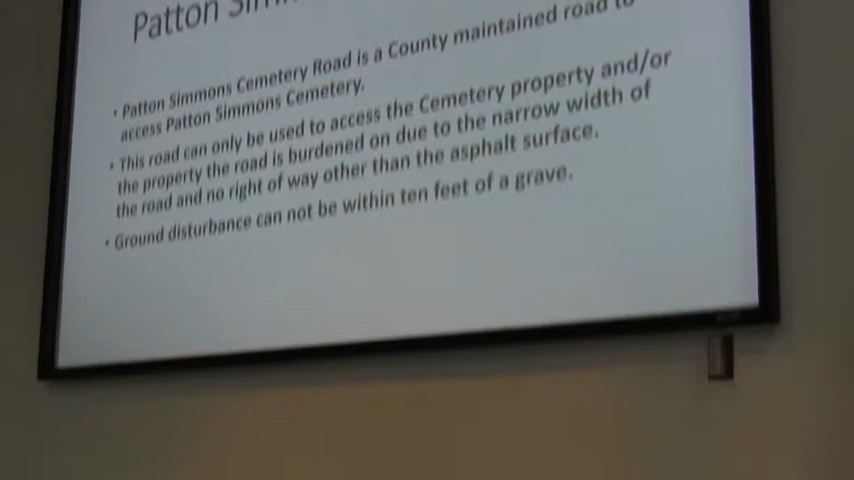 Patton Simm
• Patton Simmons Cemetery Road is a County maintained road to
access Patton Simmons Cemetery.
• This road can only be used to access the Cemetery property and/or
the property the road is burdened on due to the narrow width of
the road and no right of way other than the asphalt surface.
• Ground disturbance can not be within ten feet of a grave.